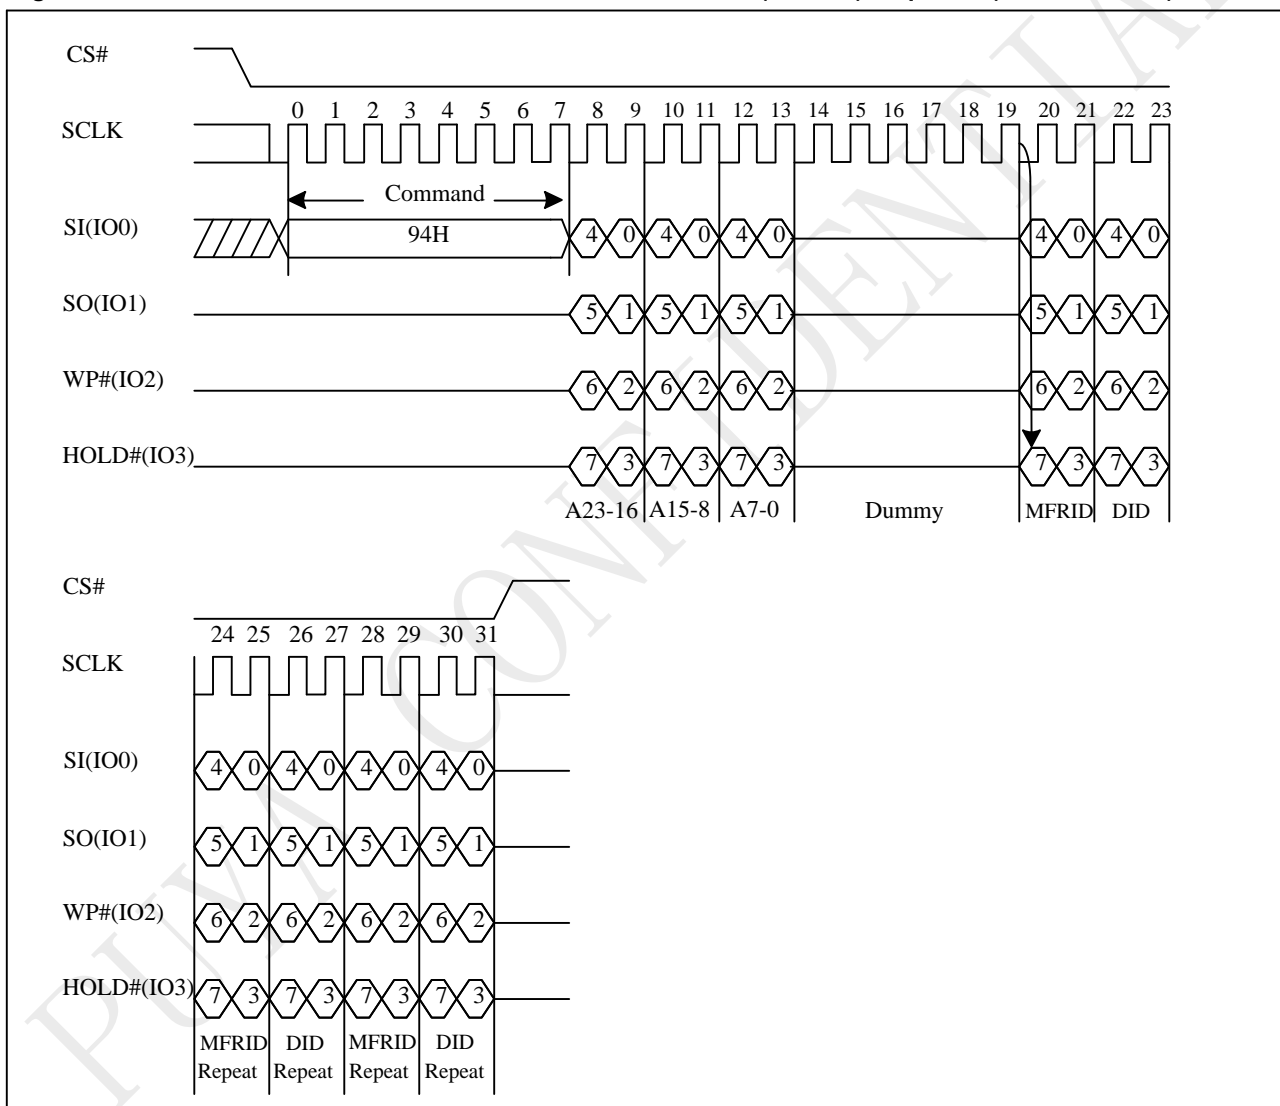 CS#
0 1 2 3 4 5 6 7 8 9 10 11 12 13 14 15 16 17 18 19 20 21 22 23
SCLK
Command
SI(IO0)
94H
4 0 4 0 4 0 4 0 4 0
SO(IO1)
5 1 5 1 5 1 5 1 5 1
WP#(IO2)
6 2 6 2 6 2 6 2 6 2
HOLD#(IO3)
7 3 7 3 7 3 7 3 7 3
A23-16 A15-8 A7-0 Dummy MFRID DID
CS#
24 25 26 27 28 29 30 31
SCLK
SI(IO0)
4 0 4 0 4 0 4 0
SO(IO1)
5 1 5 1 5 1 5 1
WP#(IO2)
6 2 6 2 6 2 6 2
HOLD#(IO3)
7 3 7 3 7 3 7 3
MFRID DID MFRID DID
Repeat Repeat Repeat Repeat
PUYA CONFIDENTIAL